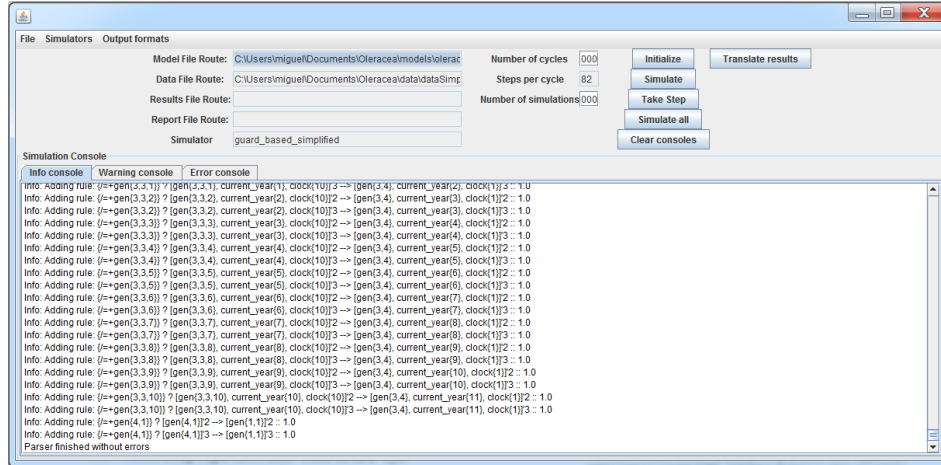 File Simulators Output formats
Model File Route: C:\Users\miguel\Documents\Oleracea\models\olerac Number of cycles 000 Initialize Translate results
Data File Route: C:\Users\miguel\Documents\Oleracea\data\dataSimp Steps per cycle 82 Simulate
Results File Route: Number of simulations 000 Take Step
Report File Route: Simulate all
Simulator guard_based_simplified Clear consoles
Simulation Console
Info console Warning console Error console
Info: Adding rule: {/=+gen{3,3,1}} ? [gen{3,3,1}, current_year{1}, clock{10}]'3 --> [gen{3,4}, current_year{2}, clock{1}]'3 :: 1.0
Info: Adding rule: {/=+gen{3,3,2}} ? [gen{3,3,2}, current_year{2}, clock{10}]'2 --> [gen{3,4}, current_year{3}, clock{1}]'2 :: 1.0
Info: Adding rule: {/=+gen{3,3,2}} ? [gen{3,3,2}, current_year{2}, clock{10}]'3 --> [gen{3,4}, current_year{3}, clock{1}]'3 :: 1.0
Info: Adding rule: {/=+gen{3,3,3}} ? [gen{3,3,3}, current_year{3}, clock{10}]'2 --> [gen{3,4}, current_year{4}, clock{1}]'2 :: 1.0
Info: Adding rule: {/=+gen{3,3,3}} ? [gen{3,3,3}, current_year{3}, clock{10}]'3 --> [gen{3,4}, current_year{4}, clock{1}]'3 :: 1.0
Info: Adding rule: {/=+gen{3,3,4}} ? [gen{3,3,4}, current_year{4}, clock{10}]'2 --> [gen{3,4}, current_year{5}, clock{1}]'2 :: 1.0
Info: Adding rule: {/=+gen{3,3,4}} ? [gen{3,3,4}, current_year{4}, clock{10}]'3 --> [gen{3,4}, current_year{5}, clock{1}]'3 :: 1.0
Info: Adding rule: {/=+gen{3,3,5}} ? [gen{3,3,5}, current_year{5}, clock{10}]'2 --> [gen{3,4}, current_year{6}, clock{1}]'2 :: 1.0
Info: Adding rule: {/=+gen{3,3,5}} ? [gen{3,3,5}, current_year{5}, clock{10}]'3 --> [gen{3,4}, current_year{6}, clock{1}]'3 :: 1.0
Info: Adding rule: {/=+gen{3,3,6}} ? [gen{3,3,6}, current_year{6}, clock{10}]'2 --> [gen{3,4}, current_year{7}, clock{1}]'2 :: 1.0
Info: Adding rule: {/=+gen{3,3,6}} ? [gen{3,3,6}, current_year{6}, clock{10}]'3 --> [gen{3,4}, current_year{7}, clock{1}]'3 :: 1.0
Info: Adding rule: {/=+gen{3,3,7}} ? [gen{3,3,7}, current_year{7}, clock{10}]'2 --> [gen{3,4}, current_year{8}, clock{1}]'2 :: 1.0
Info: Adding rule: {/=+gen{3,3,7}} ? [gen{3,3,7}, current_year{7}, clock{10}]'3 --> [gen{3,4}, current_year{8}, clock{1}]'3 :: 1.0
Info: Adding rule: {/=+gen{3,3,8}} ? [gen{3,3,8}, current_year{8}, clock{10}]'2 --> [gen{3,4}, current_year{9}, clock{1}]'2 :: 1.0
Info: Adding rule: {/=+gen{3,3,8}} ? [gen{3,3,8}, current_year{8}, clock{10}]'3 --> [gen{3,4}, current_year{9}, clock{1}]'3 :: 1.0
Info: Adding rule: {/=+gen{3,3,9}} ? [gen{3,3,9}, current_year{9}, clock{10}]'2 --> [gen{3,4}, current_year{10}, clock{1}]'2 :: 1.0
Info: Adding rule: {/=+gen{3,3,9}} ? [gen{3,3,9}, current_year{9}, clock{10}]'3 --> [gen{3,4}, current_year{10}, clock{1}]'3 :: 1.0
Info: Adding rule: {/=+gen{3,3,10}} ? [gen{3,3,10}, current_year{10}, clock{10}]'2 --> [gen{3,4}, current_year{11}, clock{1}]'2 :: 1.0
Info: Adding rule: {/=+gen{3,3,10}} ? [gen{3,3,10}, current_year{10}, clock{10}]'3 --> [gen{3,4}, current_year{11}, clock{1}]'3 :: 1.0
Info: Adding rule: {/=+gen{4,1}} ? [gen{4,1}]'2 --> [gen{1,1}]'2 :: 1.0
Info: Adding rule: {/=+gen{4,1}} ? [gen{4,1}]'3 --> [gen{1,1}]'3 :: 1.0
Parser finished without errors